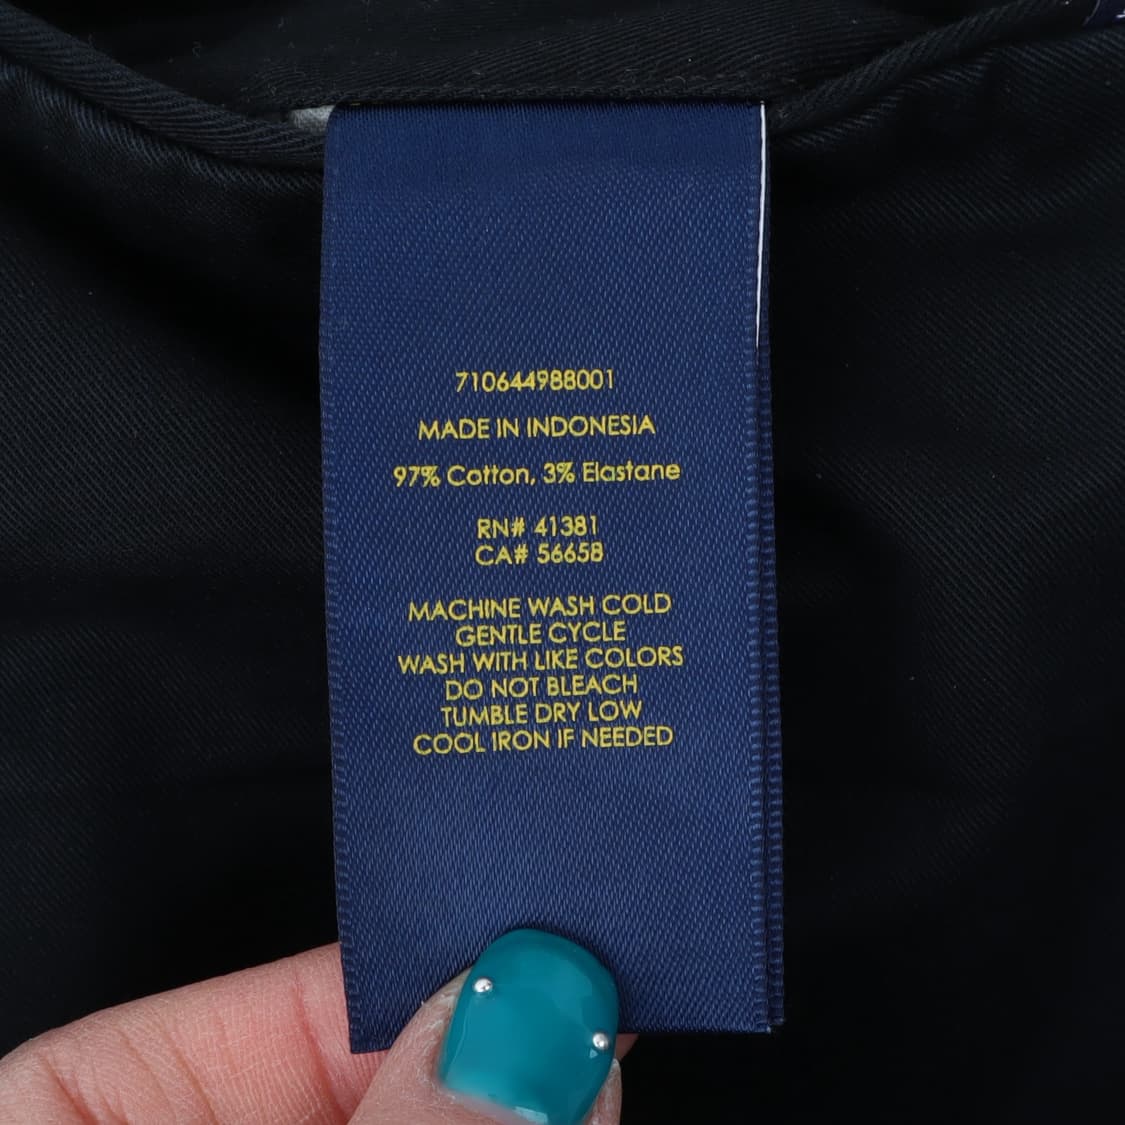 710644988001
MADE IN INDONESIA
97% Cotton, 3% Elastane
RN# 41381
CA# 56658
MACHINE WASH COLD
GENTLE CYCLE
WASH WITH LIKE COLORS
DO NOT BLEACH
TUMBLE DRY LOW
COOL IRON IF NEEDED